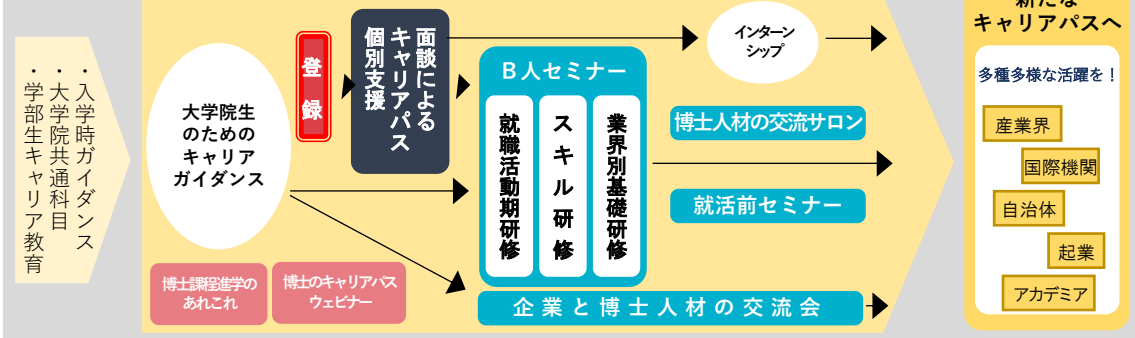 ・入学時ガイダンス
・大学院共通科目
・学部生キャリア教育
大学院生
のための
キャリア
ガイダンス
博士課程進学の
あれこれ
博士のキャリアパス
ウェビナー
登録
面談による
キャリアパス
個別支援
B人セミナー
就職活動期研修
スキル研修
業界別基礎研修
インターン
シップ
博士人材の交流サロン
就活前セミナー
企業と博士人材の交流会
新たな
キャリアパスへ
多種多様な活躍を！
産業界
国際機関
自治体
起業
アカデミア